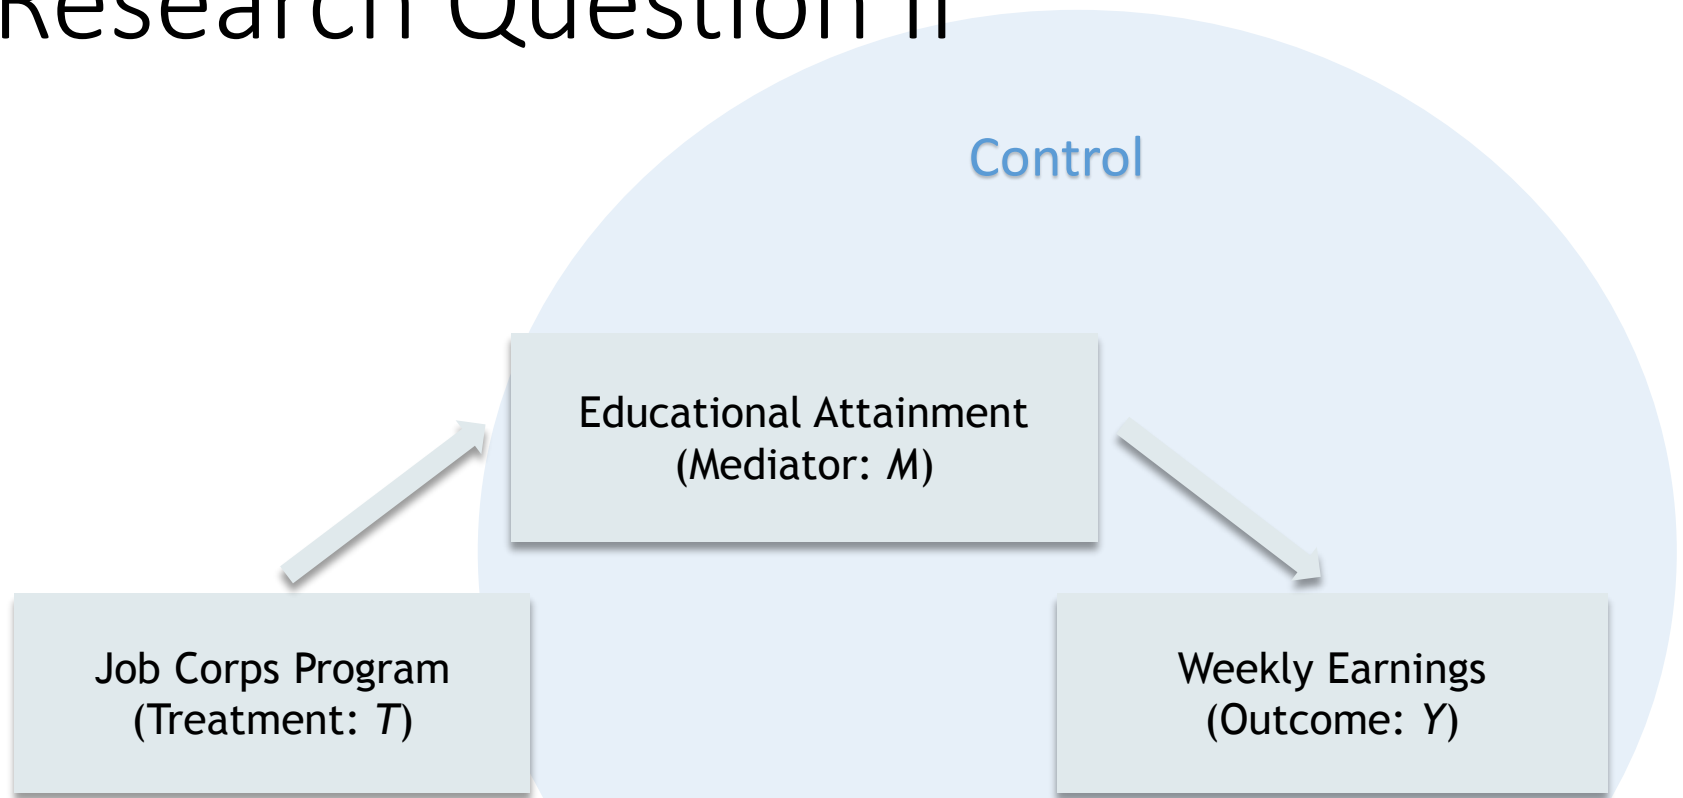 Research Question II
Control
Educational Attainment
(Mediator: M)
Job Corps Program
(Treatment: T)
Weekly Earnings
(Outcome: Y)